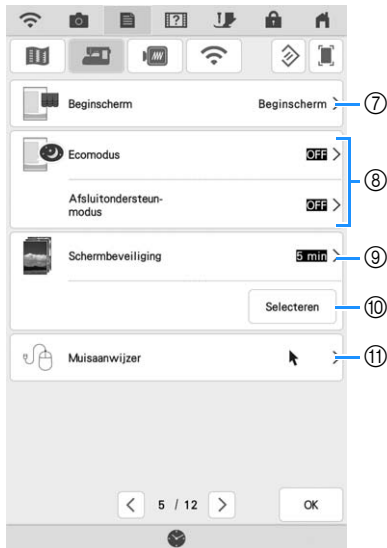 Beginscherm Beginscherm ⑦
Ecomodus OFF
⑧
Afsluitondersteun-
modus OFF
Schermbeveiliging 5 min ⑨
Selecteren ⑩
Muisaanwijzer ⑪
5 / 12 OK